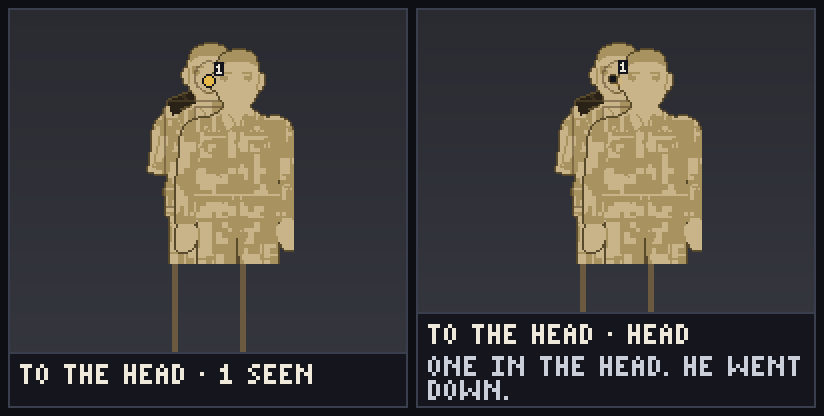 1
TO THE HEAD · 1 SEEN
1
TO THE HEAD · HEAD
ONE IN THE HEAD. HE WENT
DOWN.